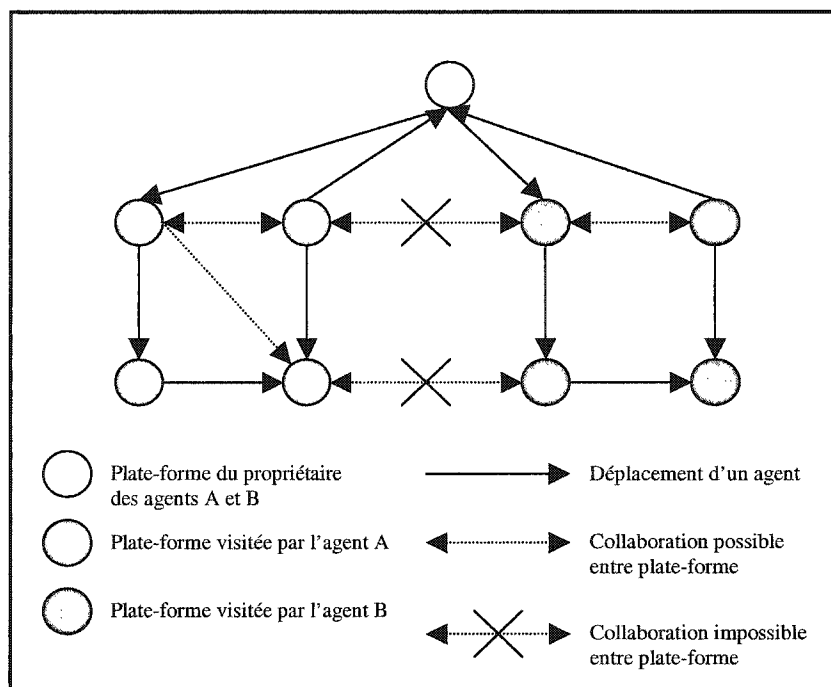 Plate-forme du propriétaire
des agents A et B
Plate-forme visitée par l'agent A
Plate-forme visitée par l'agent B
Déplacement d'un agent
Collaboration possible
entre plate-forme
Collaboration impossible
entre plate-forme